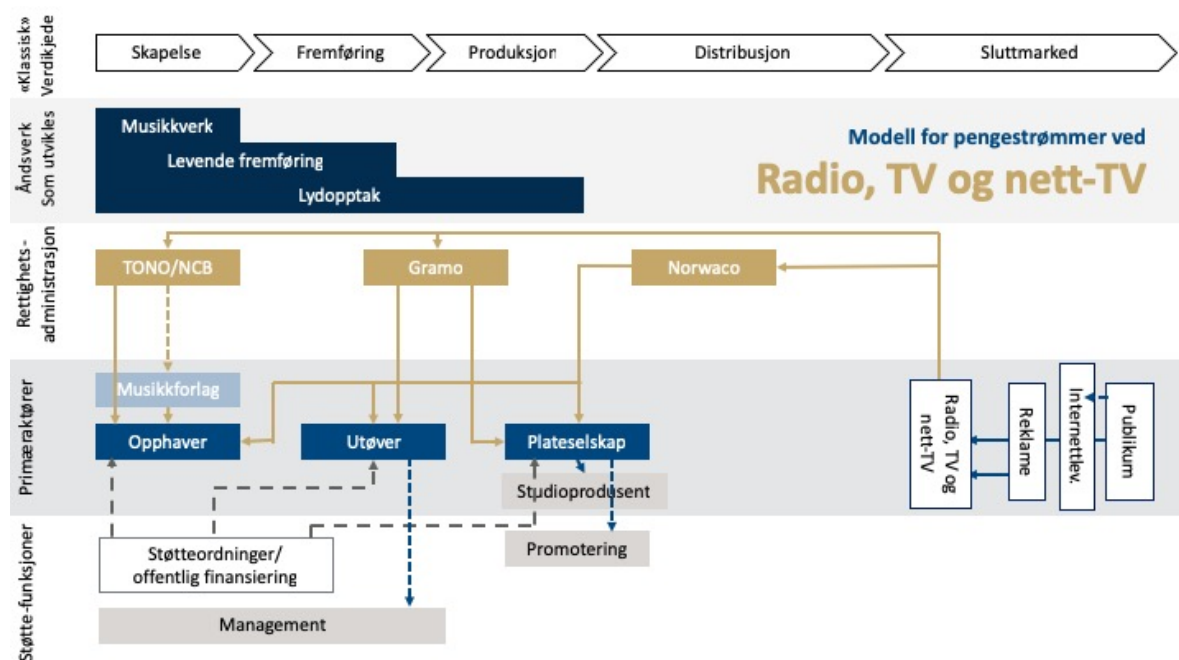 «Klassisk»
Verdikjede
Skapelse
Fremføring
Produksjon
Distribusjon
Sluttmarked
Åndsverk
Som utvikles
Musikkverk
Levende fremføring
Lydopptak
Modell for pengestrømmer ved
Radio, TV og nett-TV
Rettighets-
administrasjon
TONO/NCB
Gramo
Norwaco
Primæraktører
Musikkforlag
Opphaver
Utøver
Plateselskap
Studioprodusent
Radio, TV og
nett-TV
Reklame
Internettlev.
Publikum
Støtte-funksjoner
Støtteordninger/
offentlig finansiering
Promotering
Management